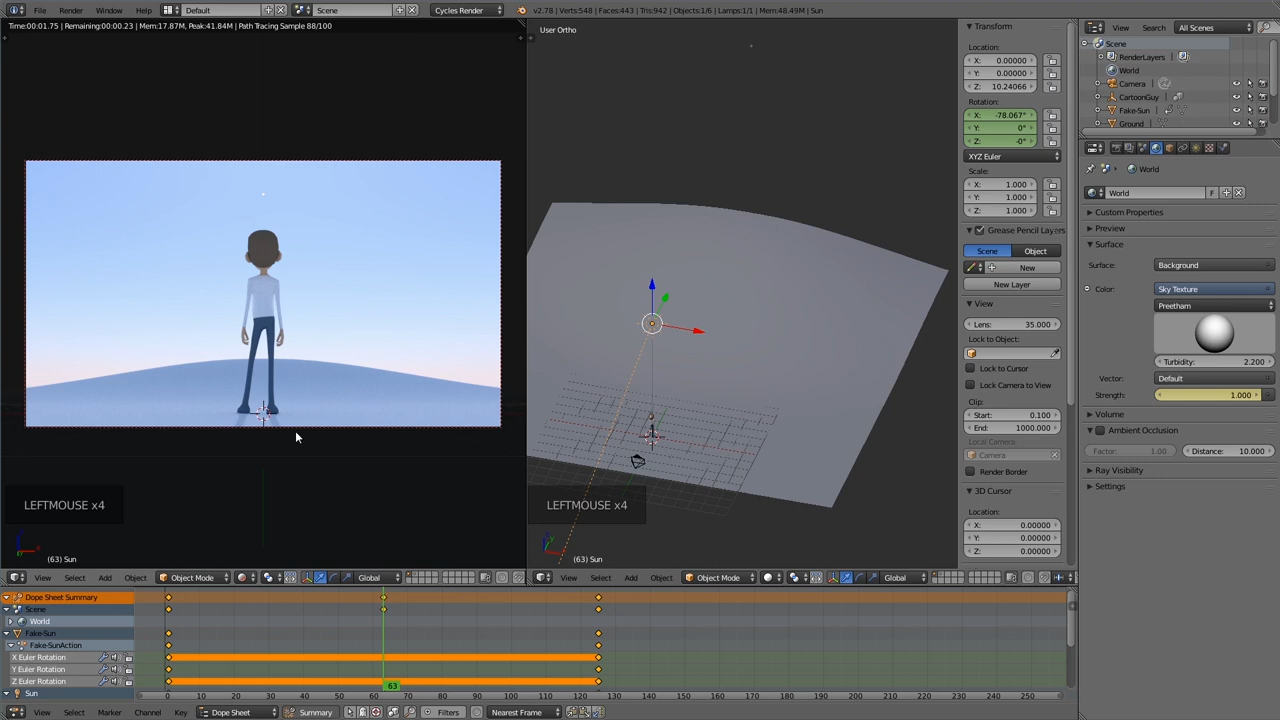 File Render Window Help Default Scene Cycles Render v2.78 | Verts:508 | Faces:443 | Tris:942 | Objects:1/6 | Lamps:1/1 | Mem:48.49M | Sun
Time:00:01.75 | Remaining:00:00.23 | Mem:17.87M, Peak:41.84M | Path Tracing Sample 88/100
User Ortho
(63) Sun
LEFTMOUSE x4
View Select Add Object Object Mode Global
(63) Sun
LEFTMOUSE x4
View Select Add Object Object Mode Global
Transform
Location:
X: 0.00000
Y: 0.00000
Z: 10.24066
Rotation:
X: -78.067°
Y: 0°
Z: -0°
XYZ Euler
Scale:
X: 1.000
Y: 1.000
Z: 1.000
Grease Pencil Layers
Scene Object
New
New Layer
View
Lens: 35.000
Lock to Object:
Lock to Cursor
Lock Camera to View
Clip:
Start: 0.100
End: 1000.000
Local Camera:
Camera
Render Border
3D Cursor
Location:
X: 0.00000
Y: 0.00000
Z: 0.00000
View Search All Scenes
Scene
RenderLayers
World
Camera
CartoonGuy
Fake-Sun
Ground
World
World F
Custom Properties
Preview
Surface
Surface: Background
Color: Sky Texture
Preetham
Turbidity: 2.200
Vector: Default
Strength: 1.000
Volume
Ambient Occlusion
Factor: 1.00 Distance: 10.000
Ray Visibility
Settings
Dope Sheet Summary
Scene
World
Fake-Sun
Fake-SunAction
X Euler Rotation
Y Euler Rotation
Z Euler Rotation
Sun
63
0 10 20 30 40 50 60 70 80 90 100 110 120 130 140 150 160 170 180 190 200 210 220 230 240 250
View Select Marker Channel Key Dope Sheet Summary Filters Nearest Frame